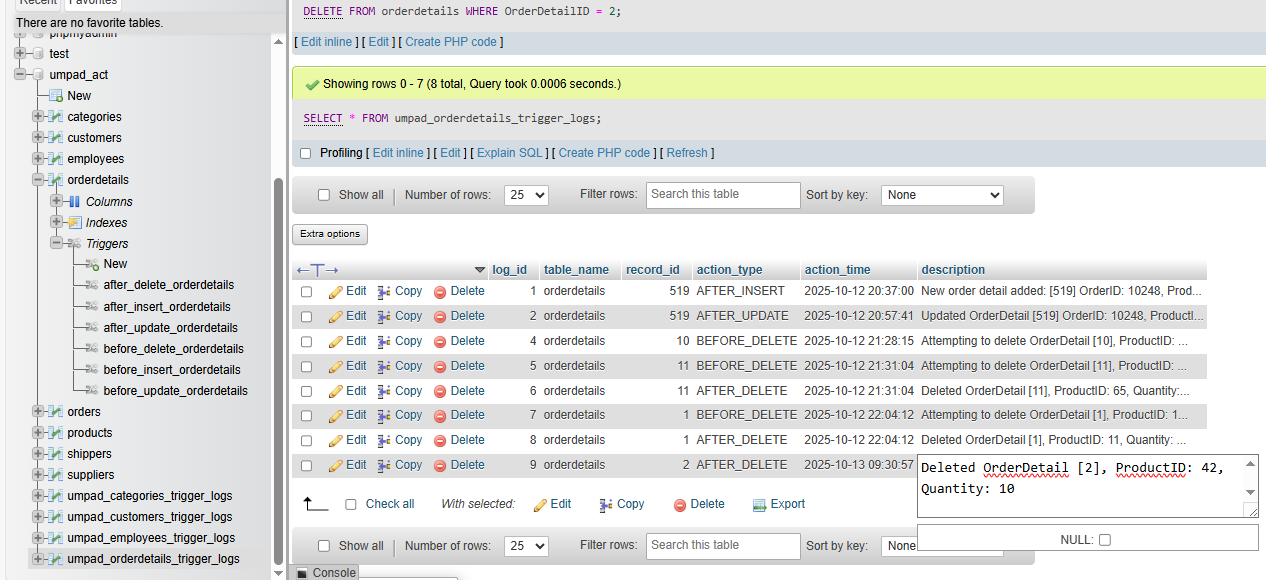 Recent Favorites
There are no favorite tables.
phpmyadmin
test
umpad_act
New
categories
customers
employees
orderdetails
Columns
Indexes
Triggers
New
after_delete_orderdetails
after_insert_orderdetails
after_update_orderdetails
before_delete_orderdetails
before_insert_orderdetails
before_update_orderdetails
orders
products
shippers
suppliers
umpad_categories_trigger_logs
umpad_customers_trigger_logs
umpad_employees_trigger_logs
umpad_orderdetails_trigger_logs
DELETE FROM orderdetails WHERE OrderDetailID = 2;
[ Edit inline ] [ Edit ] [ Create PHP code ]
Showing rows 0 - 7 (8 total, Query took 0.0006 seconds.)
SELECT * FROM umpad_orderdetails_trigger_logs;
Profiling [ Edit inline ] [ Edit ] [ Explain SQL ] [ Create PHP code ] [ Refresh ]
Show all | Number of rows: 25 Filter rows: Search this table Sort by key: None
Extra options
←T→ log_id table_name record_id action_type action_time description
Edit Copy Delete 1 orderdetails 519 AFTER_INSERT 2025-10-12 20:37:00 New order detail added: [519] OrderID: 10248, Prod...
Edit Copy Delete 2 orderdetails 519 AFTER_UPDATE 2025-10-12 20:57:41 Updated OrderDetail [519] OrderID: 10248, ProductI...
Edit Copy Delete 4 orderdetails 10 BEFORE_DELETE 2025-10-12 21:28:15 Attempting to delete OrderDetail [10], ProductID: ...
Edit Copy Delete 5 orderdetails 11 BEFORE_DELETE 2025-10-12 21:31:04 Attempting to delete OrderDetail [11], ProductID: ...
Edit Copy Delete 6 orderdetails 11 AFTER_DELETE 2025-10-12 21:31:04 Deleted OrderDetail [11], ProductID: 65, Quantity:...
Edit Copy Delete 7 orderdetails 1 BEFORE_DELETE 2025-10-12 22:04:12 Attempting to delete OrderDetail [1], ProductID: 1...
Edit Copy Delete 8 orderdetails 1 AFTER_DELETE 2025-10-12 22:04:12 Deleted OrderDetail [1], ProductID: 11, Quantity: ...
Edit Copy Delete 9 orderdetails 2 AFTER_DELETE 2025-10-13 09:30:57 Deleted OrderDetail [2], ProductID: 42,
Quantity: 10
Check all With selected: Edit Copy Delete Export
NULL:
Show all | Number of rows: 25 Filter rows: Search this table Sort by key: None
Console